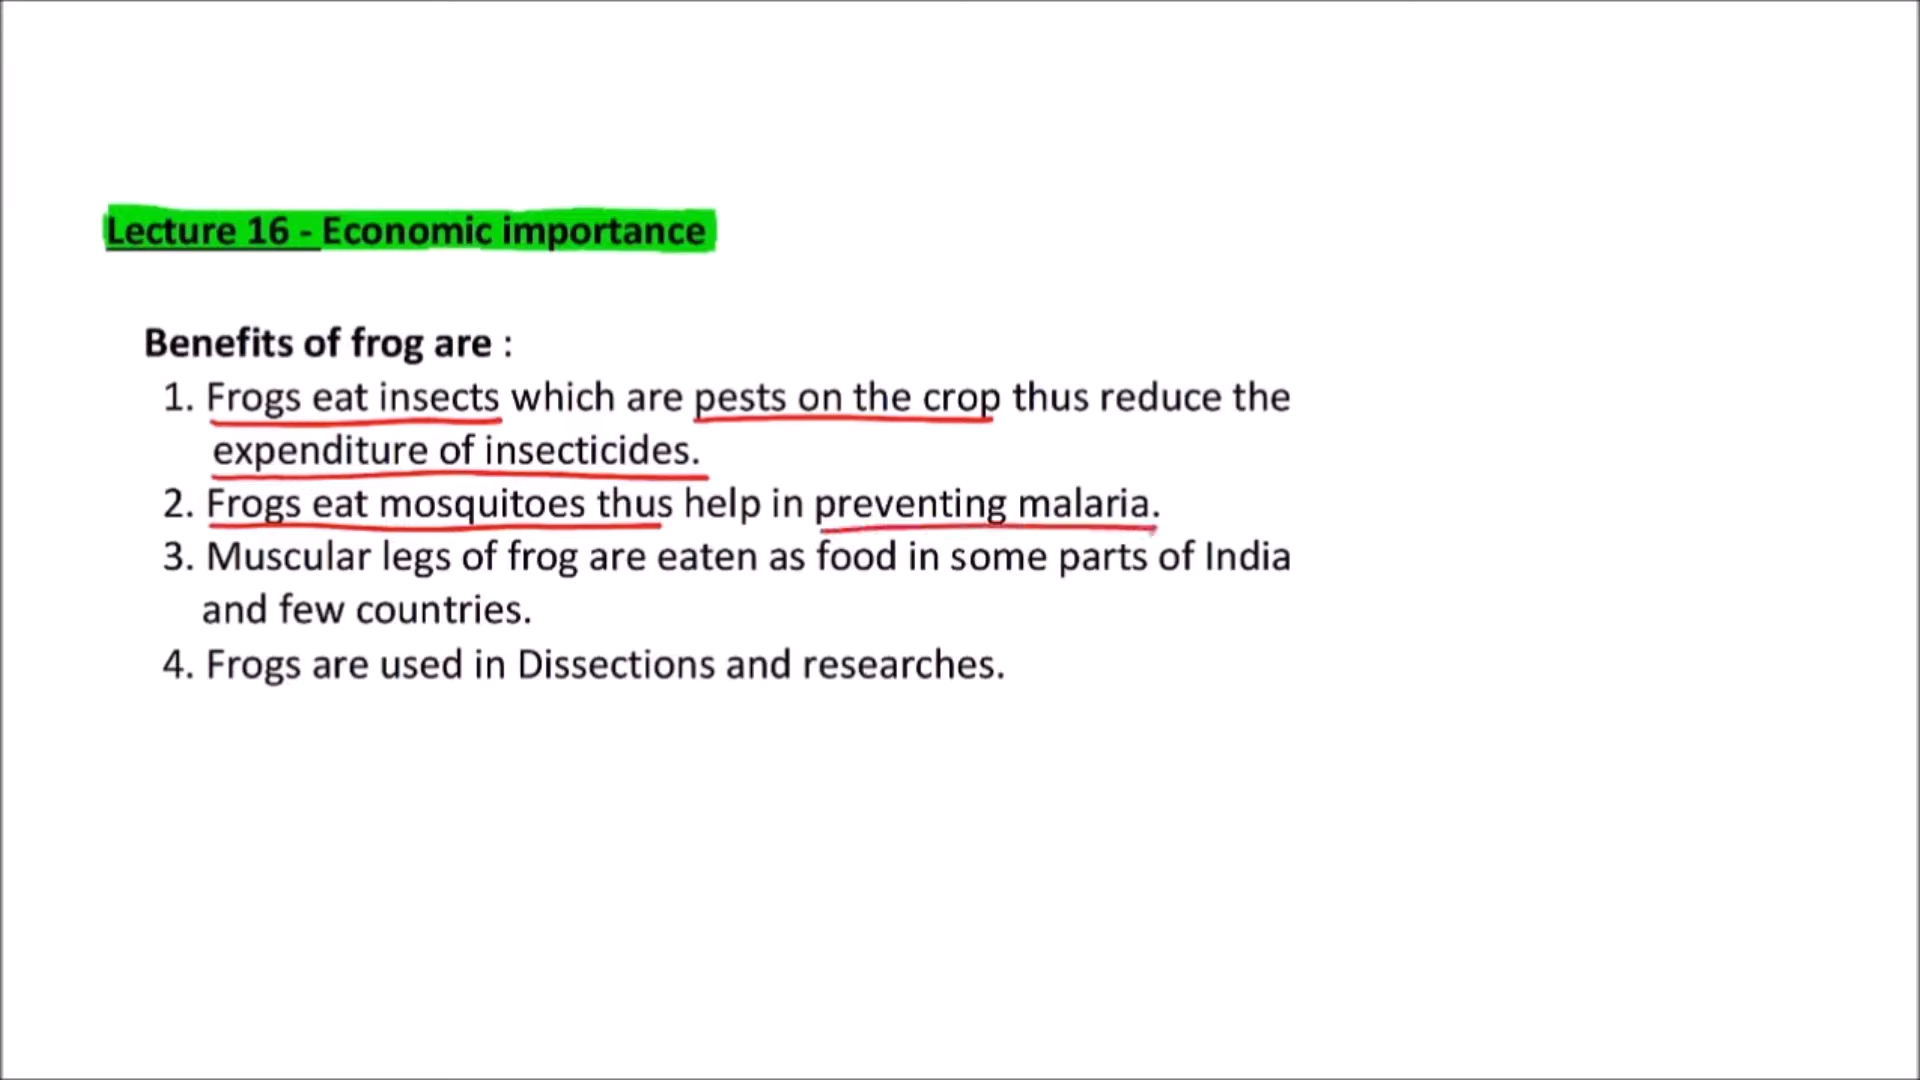 Lecture 16 - Economic importance
Benefits of frog are :
1. Frogs eat insects which are pests on the crop thus reduce the
expenditure of insecticides.
2. Frogs eat mosquitoes thus help in preventing malaria.
3. Muscular legs of frog are eaten as food in some parts of India
and few countries.
4. Frogs are used in Dissections and researches.